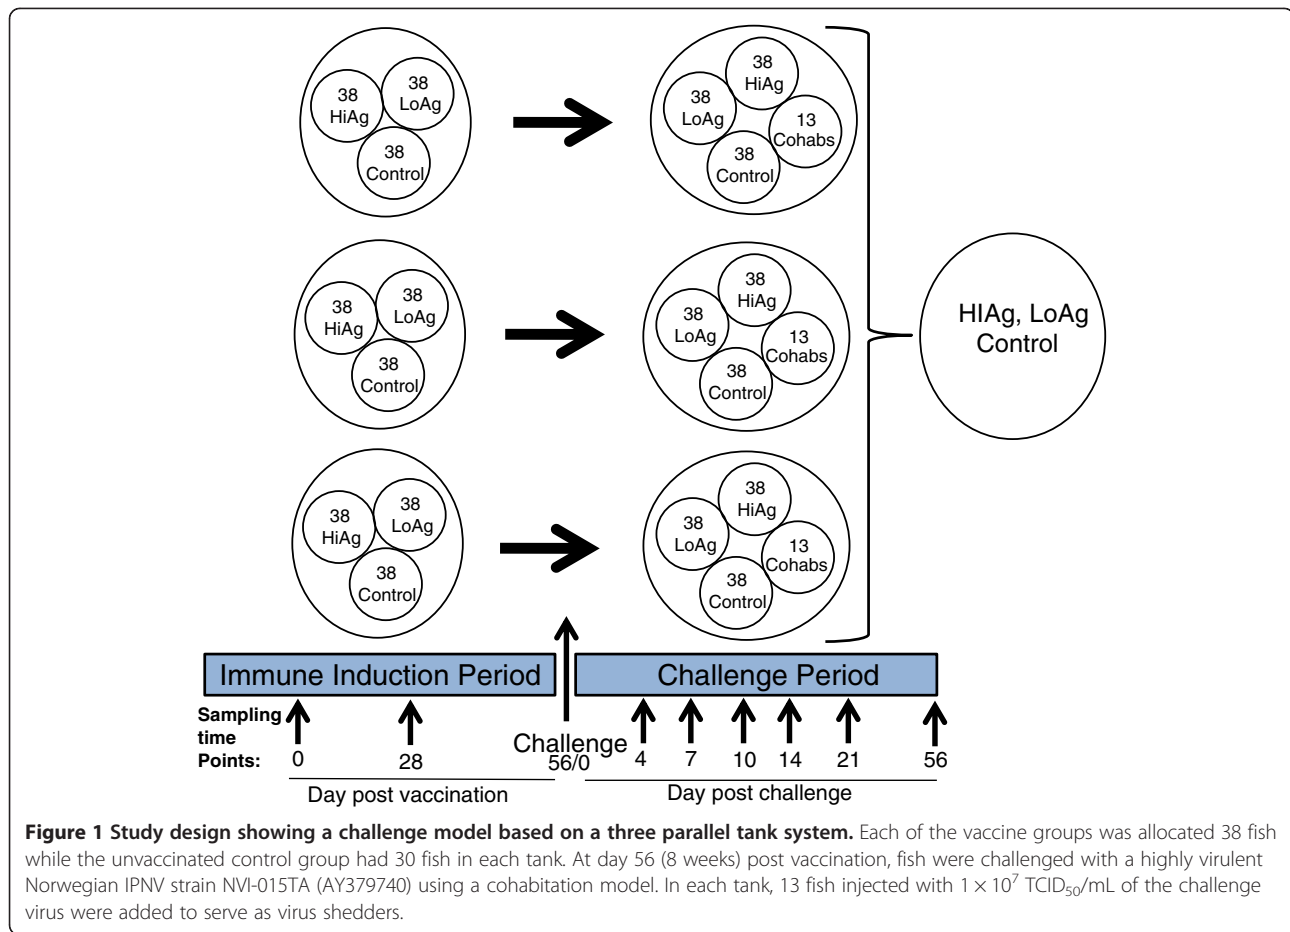 38
HiAg
38
LoAg
38
Control
38
HiAg
38
LoAg
13
Cohabs
38
Control
38
HiAg
38
LoAg
38
Control
38
HiAg
38
LoAg
13
Cohabs
38
Control
HIAg, LoAg
Control
38
HiAg
38
LoAg
38
Control
38
HiAg
38
LoAg
13
Cohabs
38
Control
Immune Induction Period
Challenge Period
Sampling
time
Points:
0
28
Challenge
56/0
4
7
10
14
21
56
Day post vaccination
Day post challenge
Figure 1 Study design showing a challenge model based on a three parallel tank system. Each of the vaccine groups was allocated 38 fish
while the unvaccinated control group had 30 fish in each tank. At day 56 (8 weeks) post vaccination, fish were challenged with a highly virulent
Norwegian IPNV strain NVI-015TA (AY379740) using a cohabitation model. In each tank, 13 fish injected with 1 × 10⁷ TCID₅₀/mL of the challenge
virus were added to serve as virus shedders.